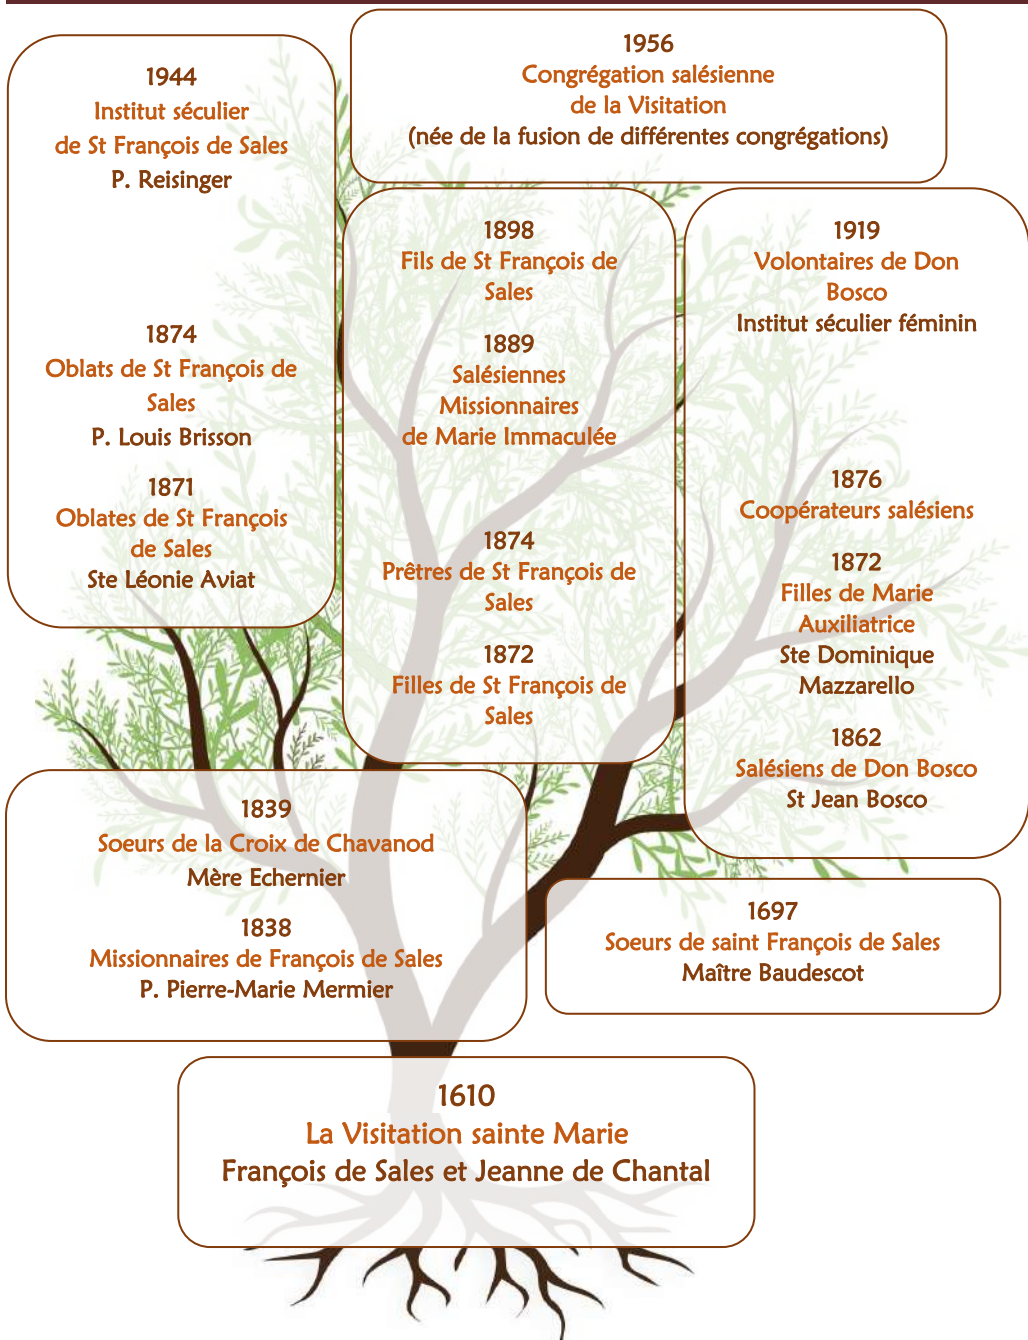 1956
Congrégation salésienne
de la Visitation
(née de la fusion de différentes congrégations)
1944
Institut séculier
de St François de Sales
P. Reisinger
1874
Oblats de St François de
Sales
P. Louis Brisson
1871
Oblates de St François
de Sales
Ste Léonie Aviat
1898
Fils de St François de
Sales
1889
Salésiennes
Missionnaires
de Marie Immaculée
1874
Prêtres de St François de
Sales
1872
Filles de St François de
Sales
1919
Volontaires de Don
Bosco
Institut séculier féminin
1876
Coopérateurs salésiens
1872
Filles de Marie
Auxiliatrice
Ste Dominique
Mazzarello
1862
Salésiens de Don Bosco
St Jean Bosco
1839
Soeurs de la Croix de Chavanod
Mère Echernier
1838
Missionnaires de François de Sales
P. Pierre-Marie Mermier
1697
Soeurs de saint François de Sales
Maître Baudescot
1610
La Visitation sainte Marie
François de Sales et Jeanne de Chantal